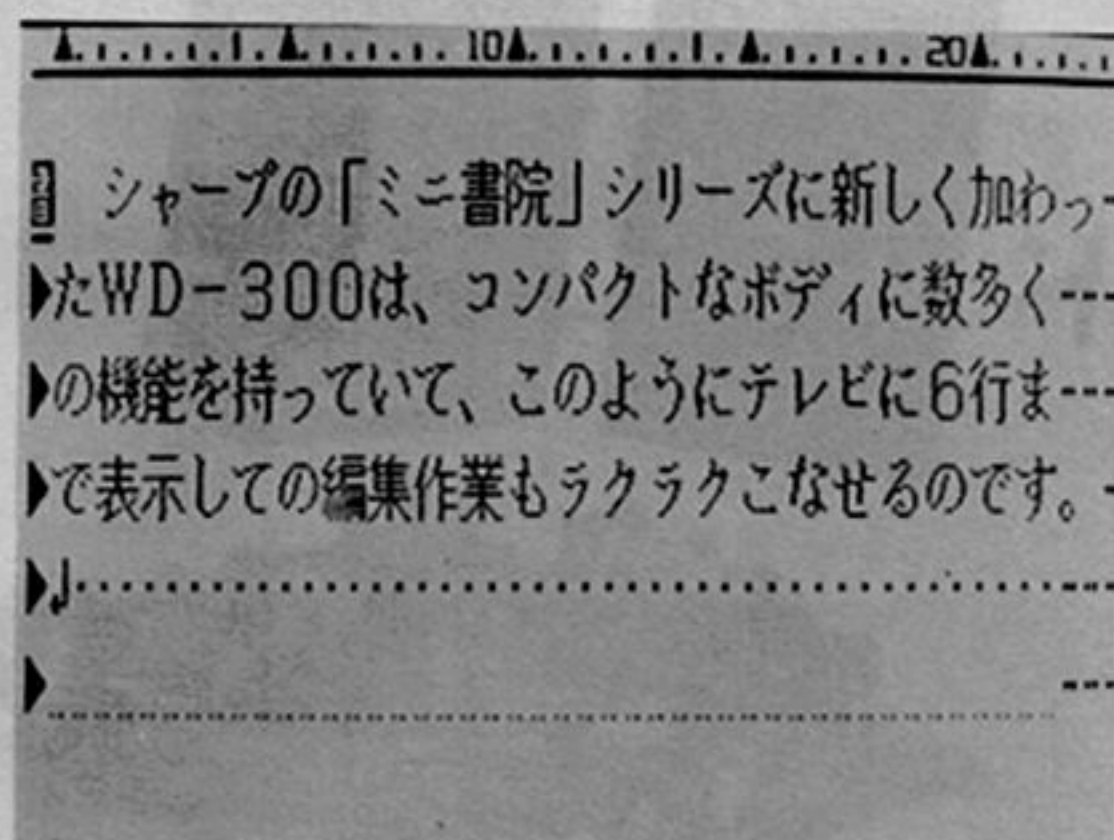 10 20
シャープの「ミニ書院」シリーズに新しく加わっ
たWD－300は、コンパクトなボディに数多く
の機能を持っていて、このようにテレビに6行ま
で表示しての編集作業もラクラクこなせるのです。